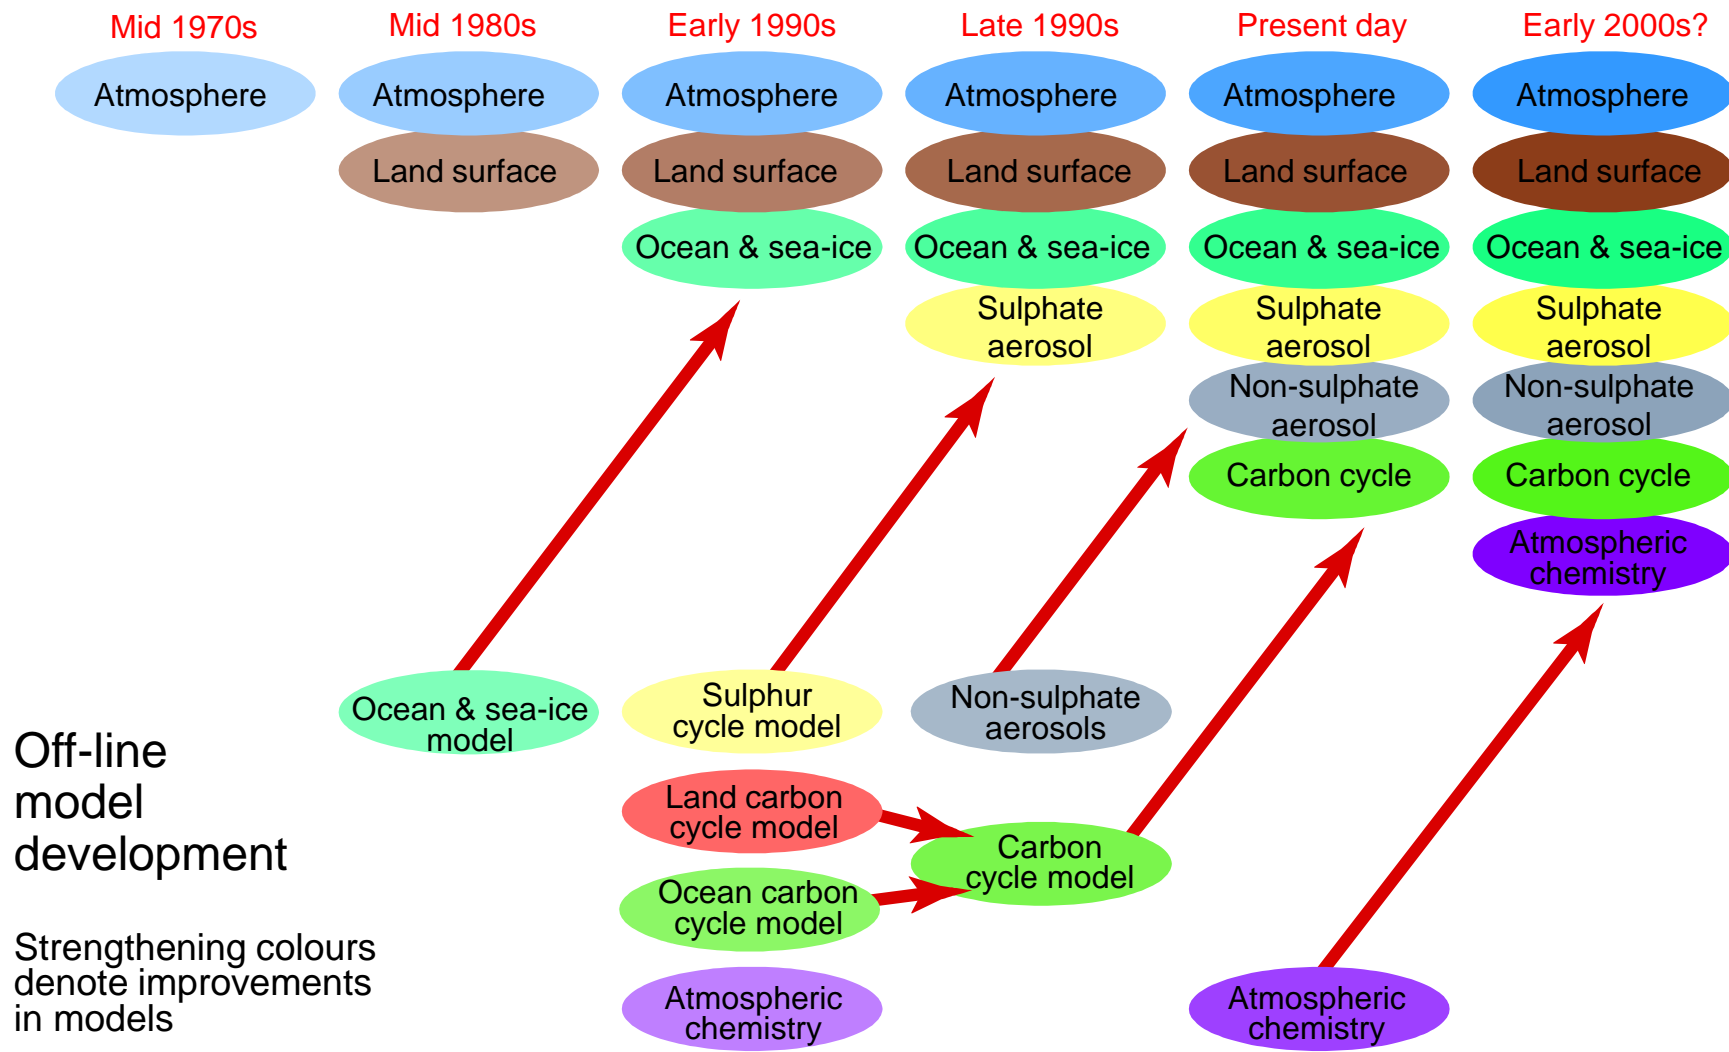 Mid 1970s
Mid 1980s
Early 1990s
Late 1990s
Present day
Early 2000s?
Atmosphere
Atmosphere
Atmosphere
Atmosphere
Atmosphere
Atmosphere
Land surface
Land surface
Land surface
Land surface
Land surface
Ocean & sea-ice
Ocean & sea-ice
Ocean & sea-ice
Ocean & sea-ice
Sulphate
aerosol
Sulphate
aerosol
Sulphate
aerosol
Non-sulphate
aerosol
Non-sulphate
aerosol
Carbon cycle
Carbon cycle
Atmospheric
chemistry
Ocean & sea-ice
model
Sulphur
cycle model
Non-sulphate
aerosols
Off-line
model
development
Land carbon
cycle model
Carbon
cycle model
Ocean carbon
cycle model
Strengthening colours
denote improvements
in models
Atmospheric
chemistry
Atmospheric
chemistry